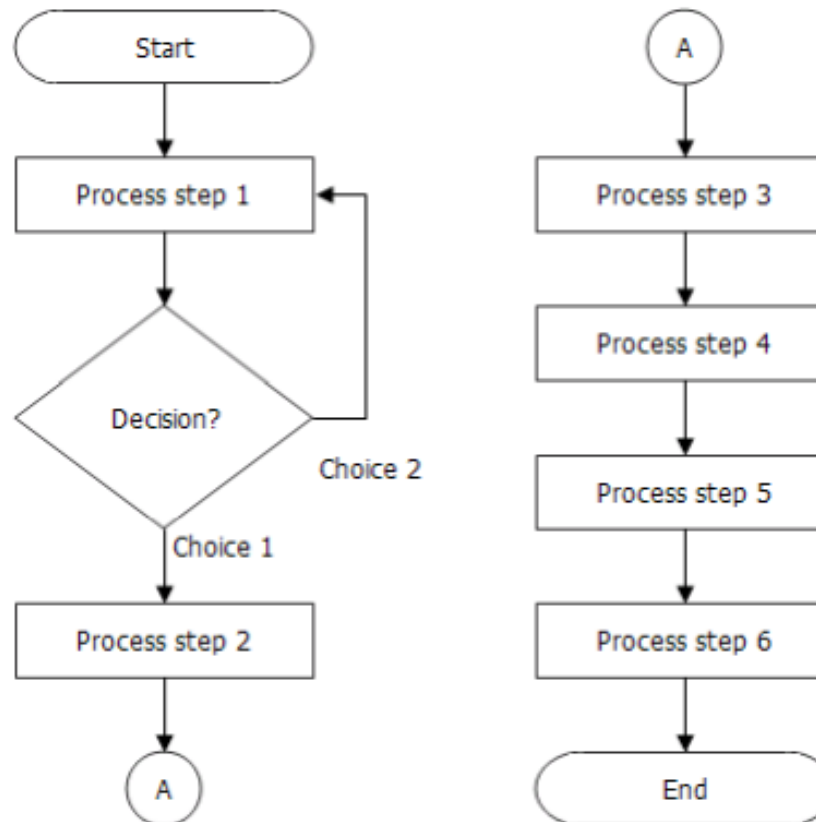 Start
Process step 1
Decision?
Choice 2
Choice 1
Process step 2
A
A
Process step 3
Process step 4
Process step 5
Process step 6
End